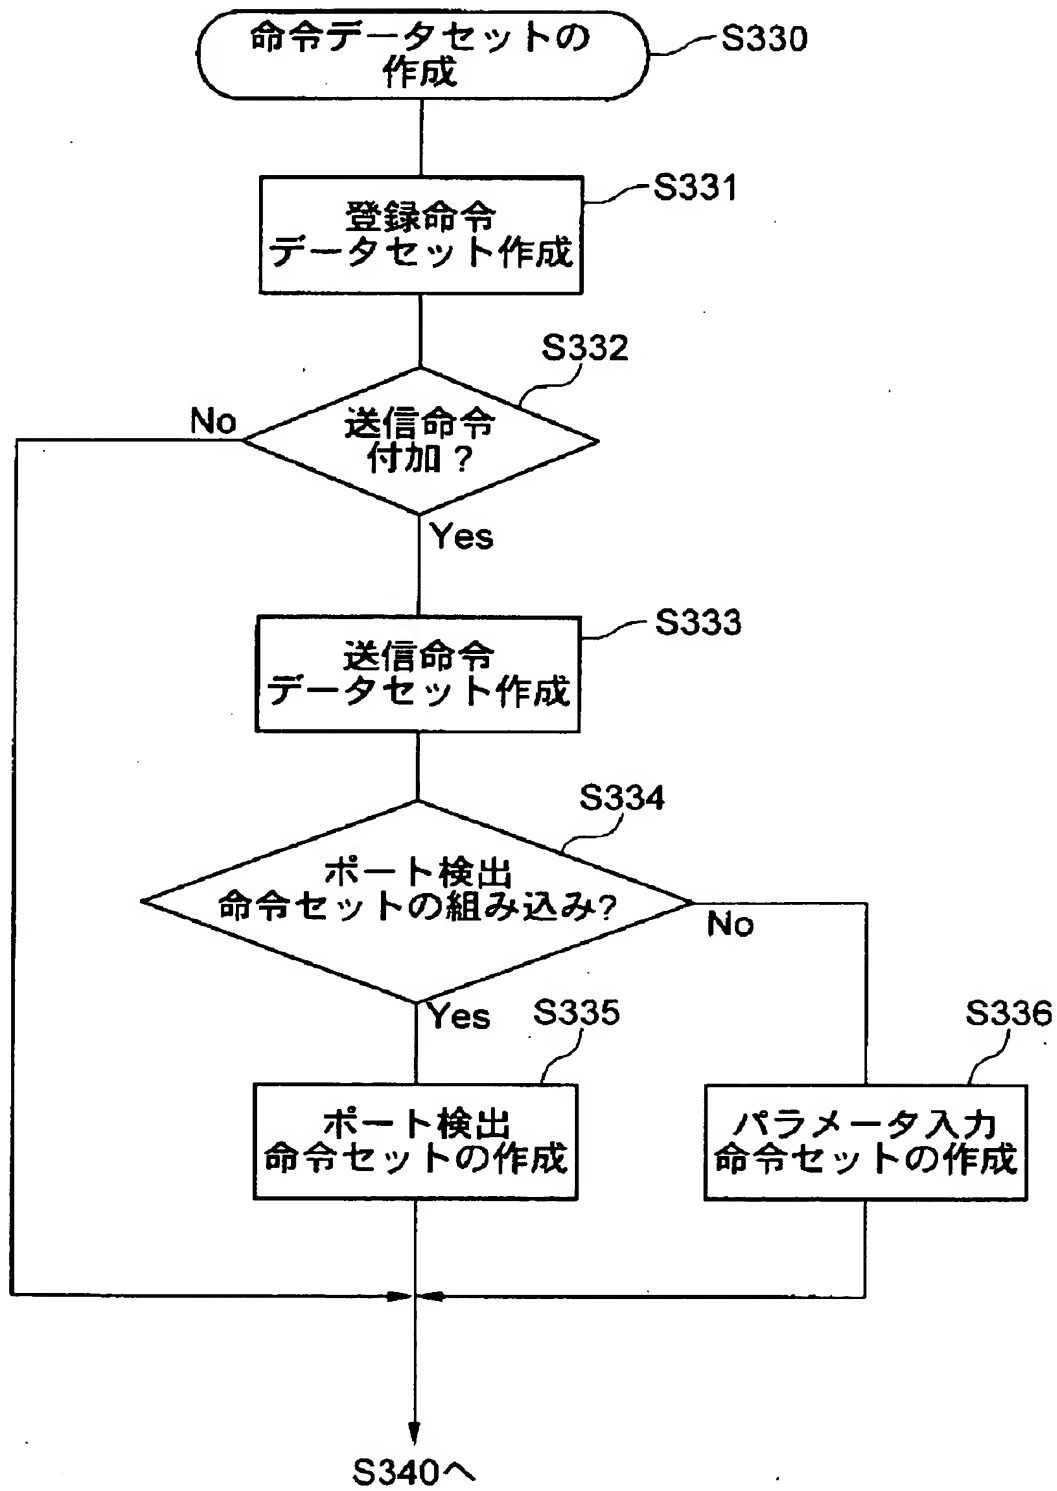 命令データセットの
作成
S330
S331
登録命令
データセット作成
S332
No
送信命令
付加?
Yes
S333
送信命令
データセット作成
S334
ポート検出
命令セットの組み込み?
No
Yes
S335
S336
ポート検出
命令セットの作成
パラメータ入力
命令セットの作成
S340へ